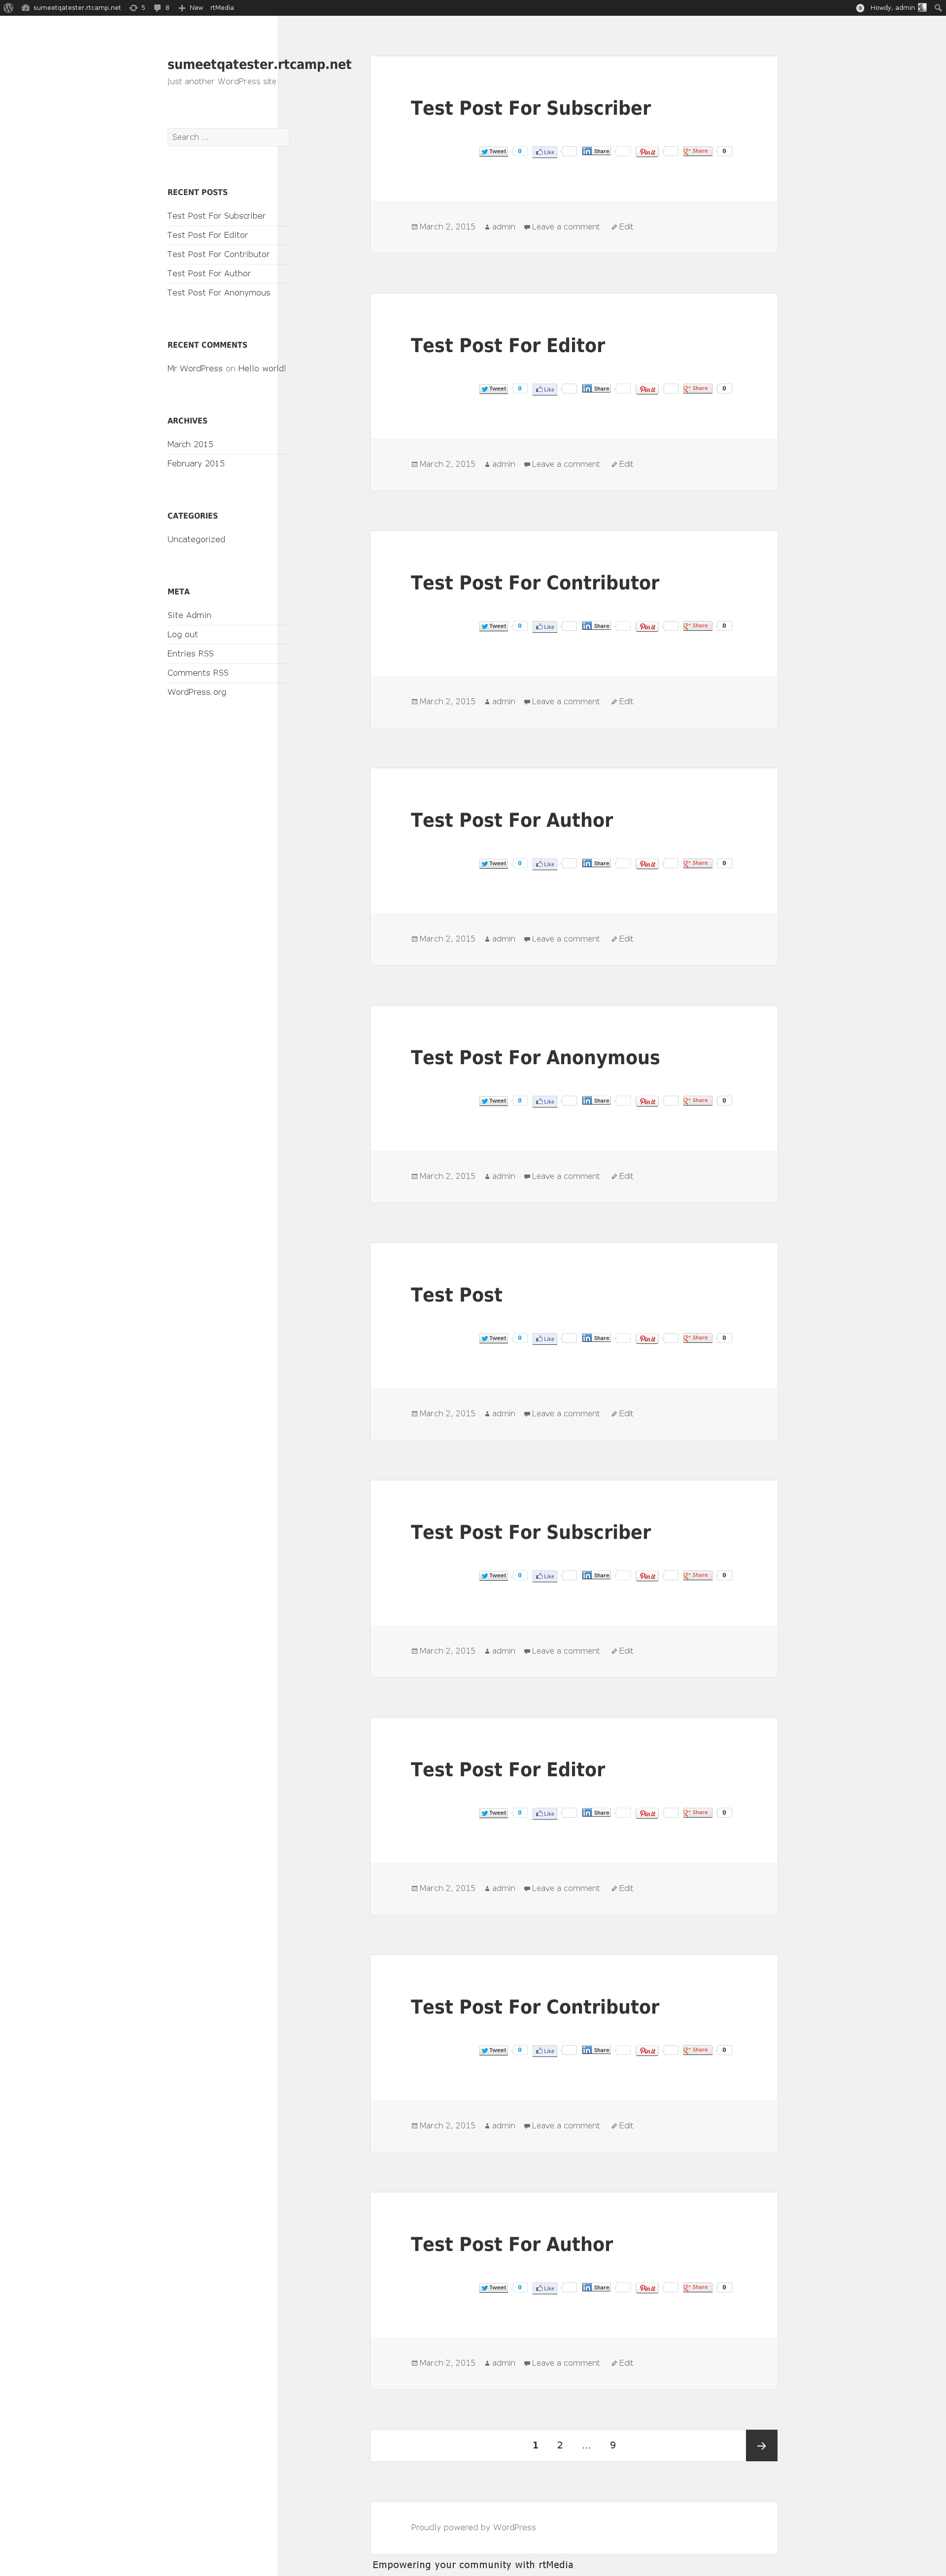 sumeetqatester.rtcamp.net 5 8 New rtMedia 0 Howdy, admin
sumeetqatester.rtcamp.net
Just another WordPress site
Search ...
RECENT POSTS
Test Post For Subscriber
Test Post For Editor
Test Post For Contributor
Test Post For Author
Test Post For Anonymous
RECENT COMMENTS
Mr WordPress on Hello world!
ARCHIVES
March 2015
February 2015
CATEGORIES
Uncategorized
META
Site Admin
Log out
Entries RSS
Comments RSS
WordPress.org
Test Post For Subscriber
Tweet 0 Like Share Pin it Share 0
March 2, 2015 admin Leave a comment Edit
Test Post For Editor
Tweet 0 Like Share Pin it Share 0
March 2, 2015 admin Leave a comment Edit
Test Post For Contributor
Tweet 0 Like Share Pin it Share 0
March 2, 2015 admin Leave a comment Edit
Test Post For Author
Tweet 0 Like Share Pin it Share 0
March 2, 2015 admin Leave a comment Edit
Test Post For Anonymous
Tweet 0 Like Share Pin it Share 0
March 2, 2015 admin Leave a comment Edit
Test Post
Tweet 0 Like Share Pin it Share 0
March 2, 2015 admin Leave a comment Edit
Test Post For Subscriber
Tweet 0 Like Share Pin it Share 0
March 2, 2015 admin Leave a comment Edit
Test Post For Editor
Tweet 0 Like Share Pin it Share 0
March 2, 2015 admin Leave a comment Edit
Test Post For Contributor
Tweet 0 Like Share Pin it Share 0
March 2, 2015 admin Leave a comment Edit
Test Post For Author
Tweet 0 Like Share Pin it Share 0
March 2, 2015 admin Leave a comment Edit
1 2 … 9 →
Proudly powered by WordPress
Empowering your community with rtMedia